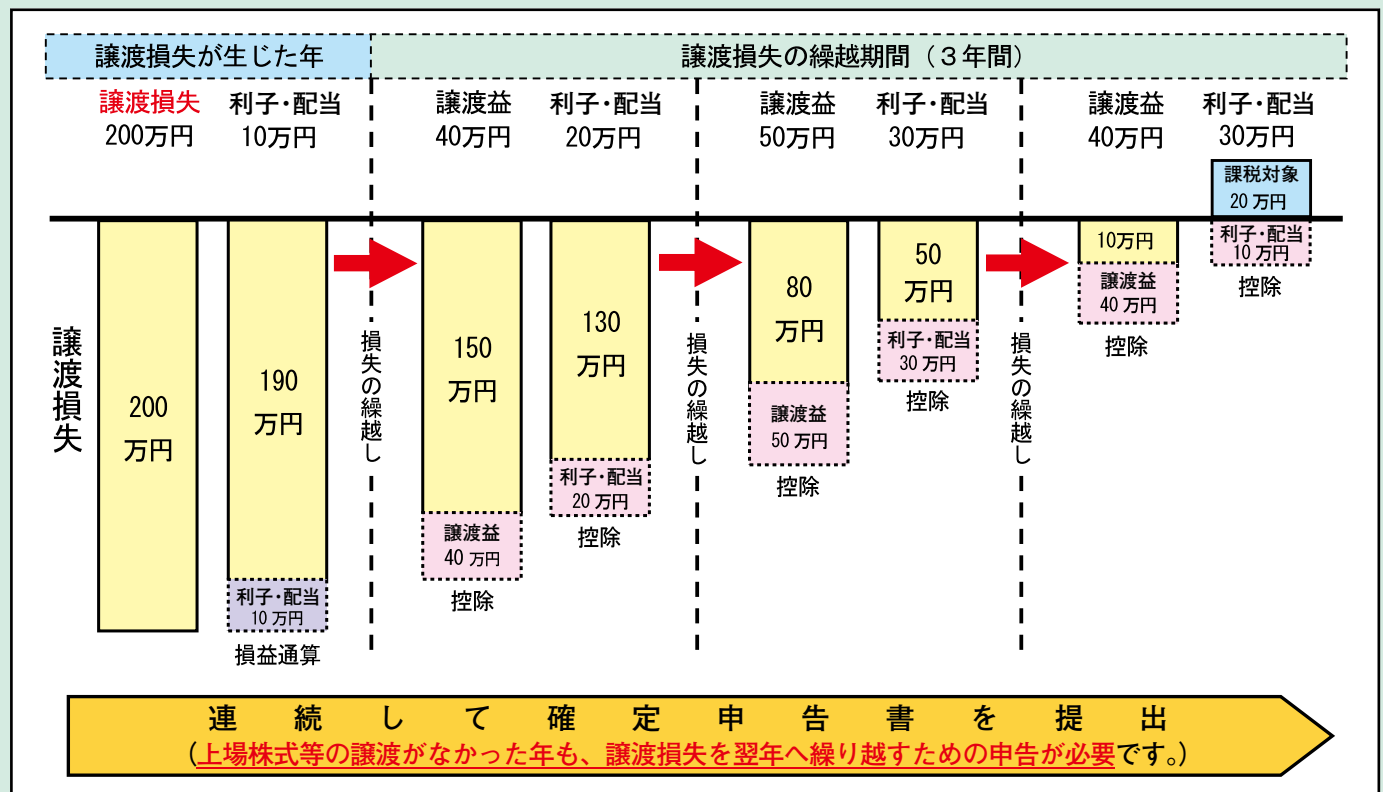 譲渡損失が生じた年
譲渡損失の繰越期間（３年間）
譲渡損失
200万円
利子・配当
10万円
譲渡益
40万円
利子・配当
20万円
譲渡益
50万円
利子・配当
30万円
譲渡益
40万円
利子・配当
30万円
譲渡損失
200
万円
190
万円
利子・配当
10万円
損益通算
損失の繰越し
150
万円
譲渡益
40万円
控除
130
万円
利子・配当
20万円
控除
損失の繰越し
80
万円
譲渡益
50万円
控除
50
万円
利子・配当
30万円
控除
損失の繰越し
10万円
譲渡益
40万円
控除
課税対象
20万円
利子・配当
10万円
控除
連続して確定申告書を提出
（上場株式等の譲渡がなかった年も、譲渡損失を翌年へ繰り越すための申告が必要です。）